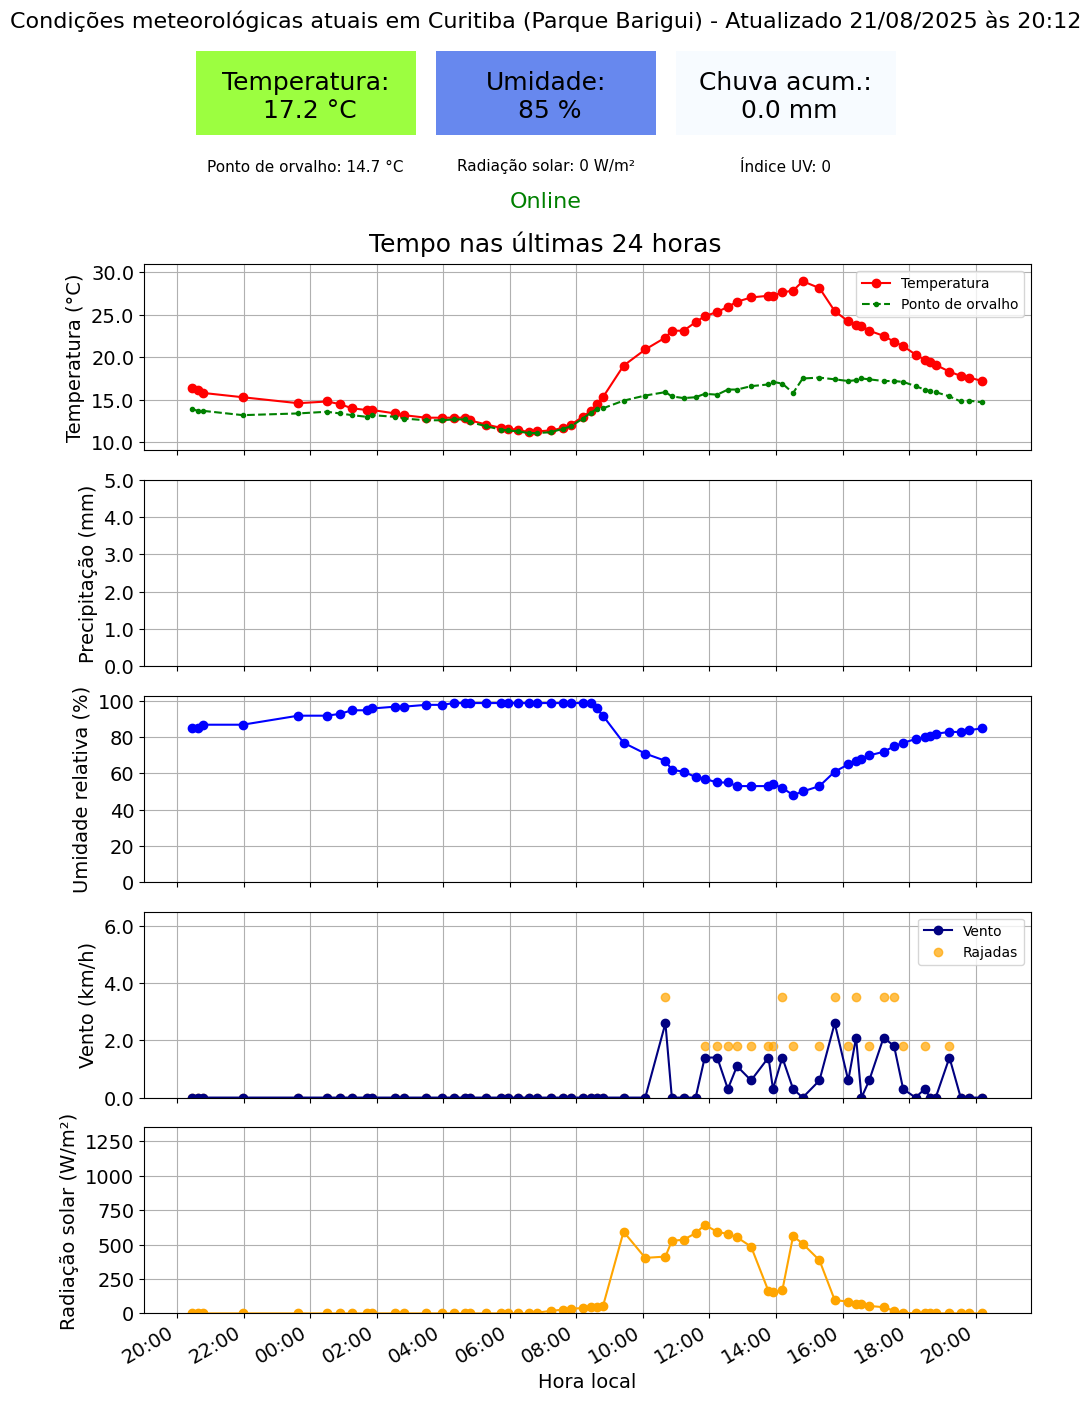 Condições meteorológicas atuais em Curitiba (Parque Barigui) - Atualizado 21/08/2025 às 20:12
Temperatura:
17.2 °C
Umidade:
85 %
Chuva acum.:
0.0 mm
Ponto de orvalho: 14.7 °C
Radiação solar: 0 W/m²
Índice UV: 0
Online
Tempo nas últimas 24 horas
Temperatura (°C)
30.0
25.0
20.0
15.0
10.0
Temperatura
Ponto de orvalho
Precipitação (mm)
5.0
4.0
3.0
2.0
1.0
0.0
Umidade relativa (%)
100
80
60
40
20
0
Vento (km/h)
6.0
4.0
2.0
0.0
Vento
Rajadas
Radiação solar (W/m²)
1250
1000
750
500
250
0
20:00
22:00
00:00
02:00
04:00
06:00
08:00
10:00
12:00
14:00
16:00
18:00
20:00
Hora local